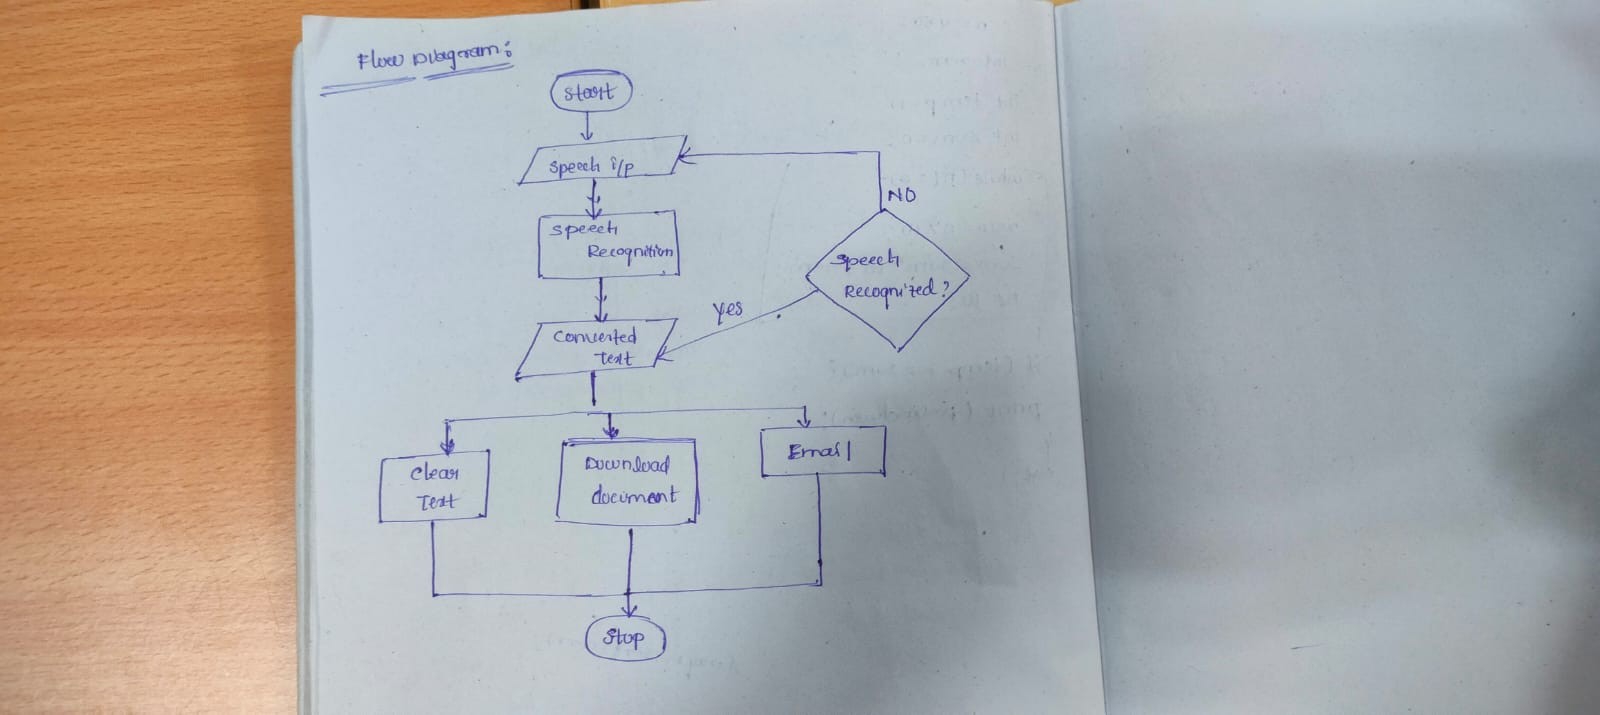 Flow Diagram:
Start
Speech i/p
NO
Speech
Recognition
Speech
Recognized?
Yes
Converted
Text
Clear
Text
Download
document
Email
Stop